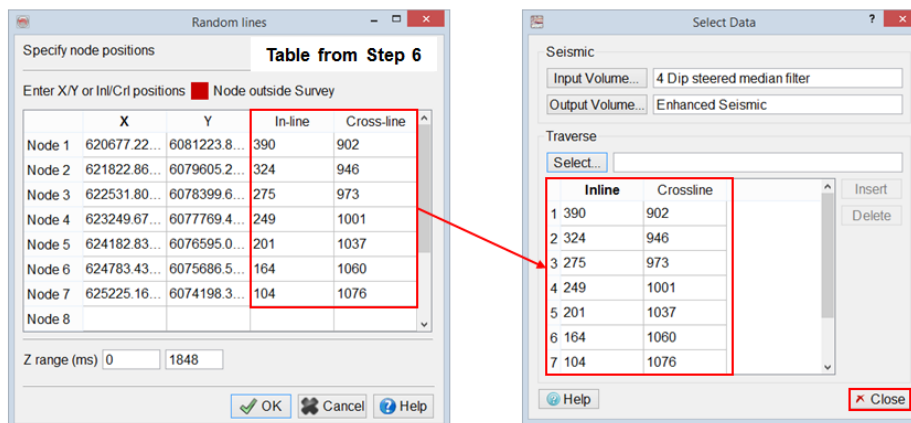 Random lines
Specify node positions
Table from Step 6
Enter X/Y or Inl/Crl positions Node outside Survey
X Y In-line Cross-line
Node 1 620677.22... 6081223.8... 390 902
Node 2 621822.86... 6079605.2... 324 946
Node 3 622531.80... 6078399.6... 275 973
Node 4 623249.67... 6077769.4... 249 1001
Node 5 624182.83... 6076595.0... 201 1037
Node 6 624783.43... 6075686.5... 164 1060
Node 7 625225.16... 6074198.3... 104 1076
Node 8
Z range (ms) 0 1848
OK Cancel Help
Select Data ?
Seismic
Input Volume... 4 Dip steered median filter
Output Volume... Enhanced Seismic
Traverse
Select...
Inline Crossline
1 390 902
2 324 946
3 275 973
4 249 1001
5 201 1037
6 164 1060
7 104 1076
Insert
Delete
Help Close